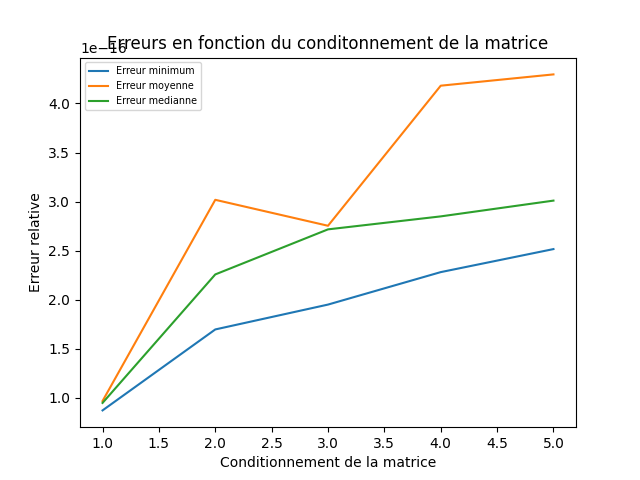 Erreurs en fonction du conditonnement de la matrice
1e−16
Erreur minimum
Erreur moyenne
Erreur medianne
4.0
3.5
3.0
2.5
2.0
1.5
1.0
Erreur relative
1.0 1.5 2.0 2.5 3.0 3.5 4.0 4.5 5.0
Conditionnement de la matrice